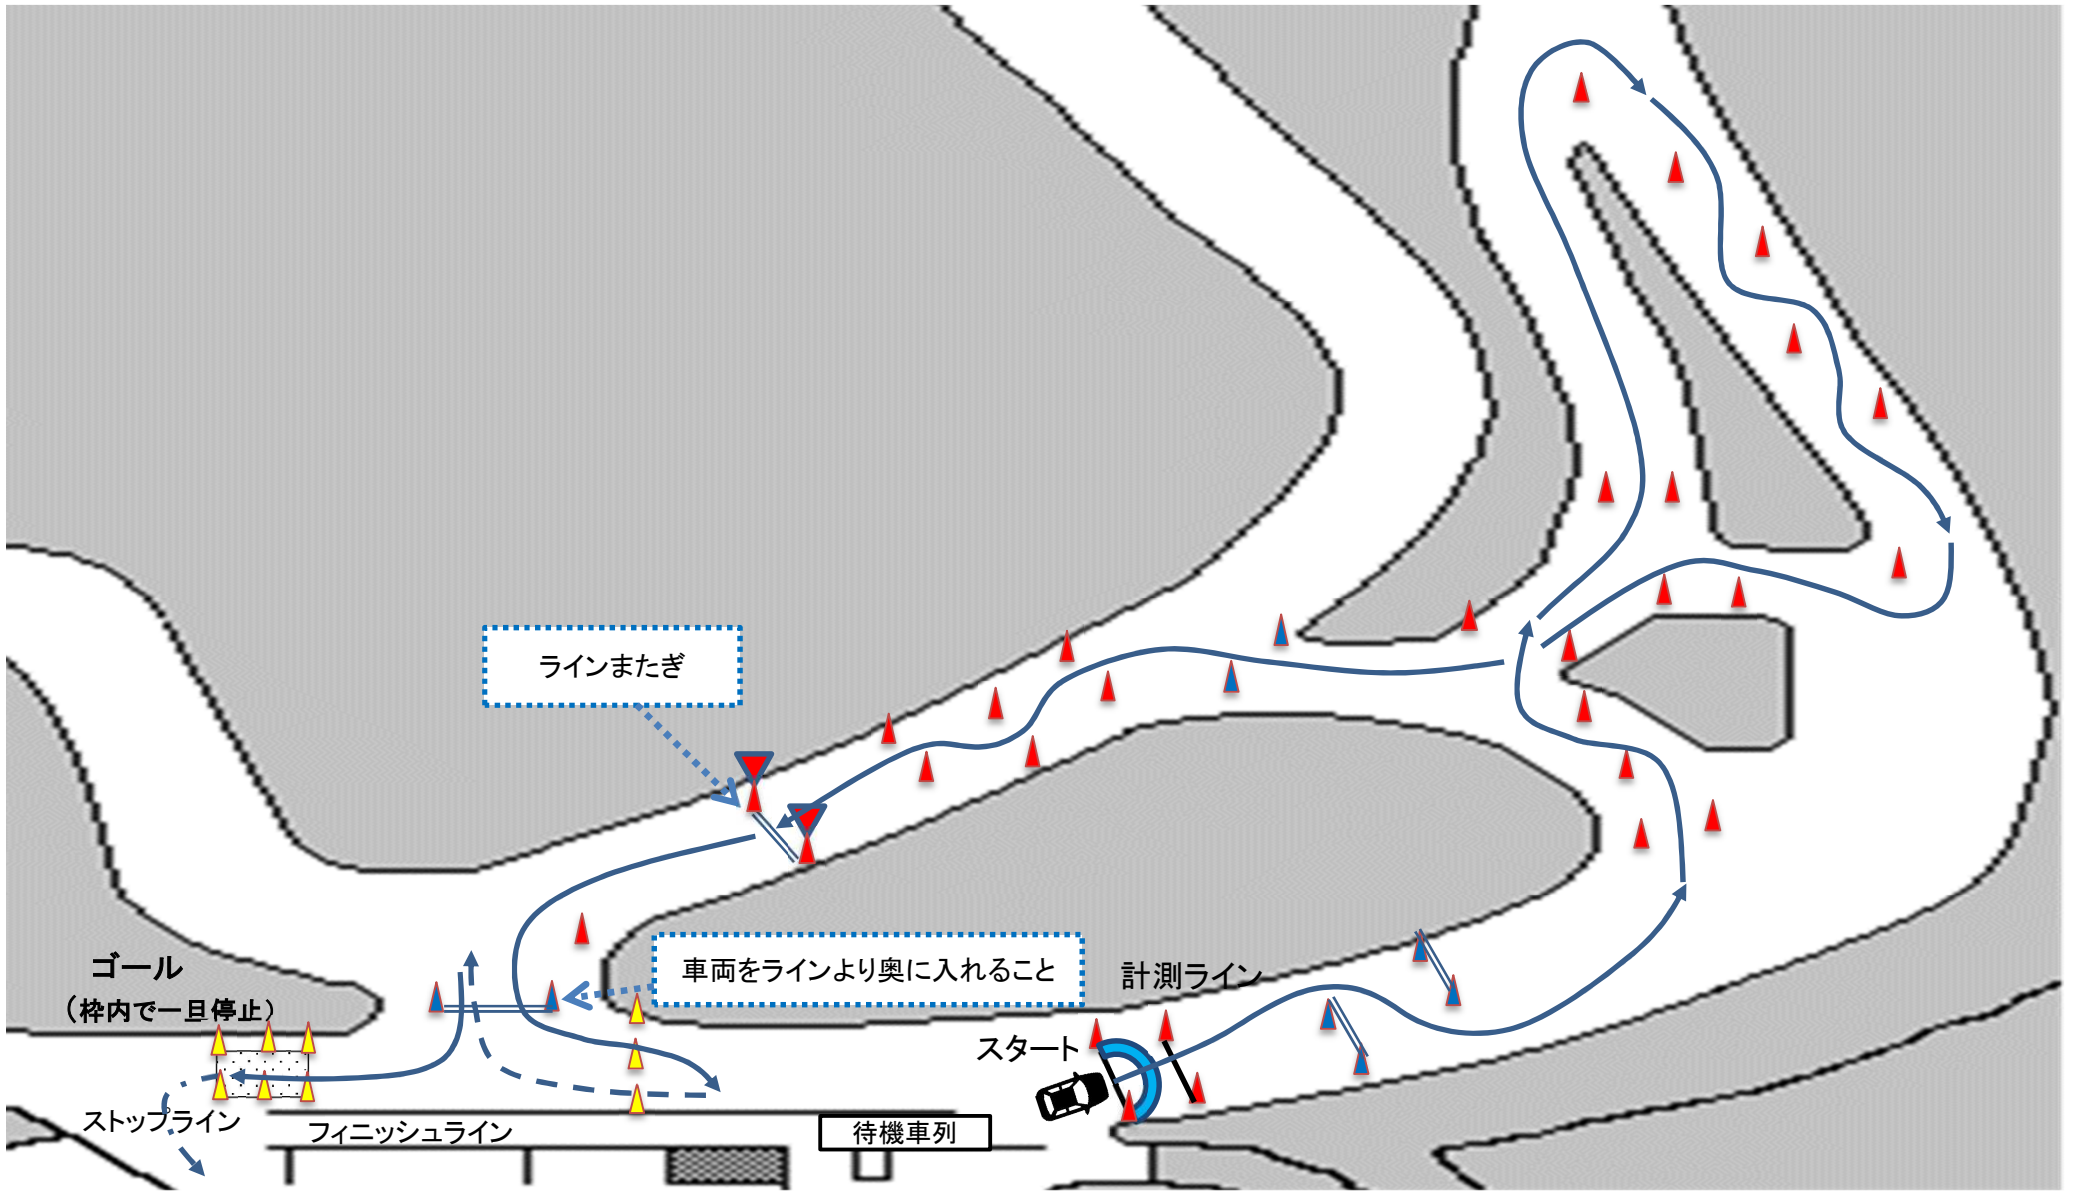 ラインまたぎ
車両をラインより奥に入れること
計測ライン
ゴール
（枠内で一旦停止）
スタート
ストップライン
フィニッシュライン
待機車列